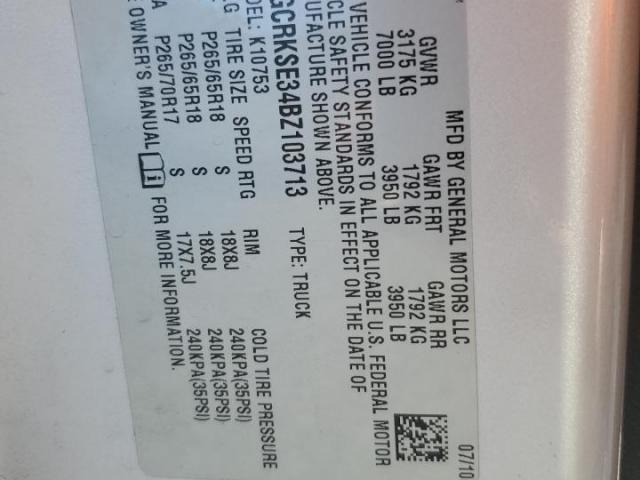 MFD BY GENERAL MOTORS LLC 07/10
GVWR GAWR FRT GAWR RR
3175 KG 1792 KG 1792 KG
7000 LB 3950 LB 3950 LB
VEHICLE CONFORMS TO ALL APPLICABLE U.S. FEDERAL MOTOR
CLE SAFETY STANDARDS IN EFFECT ON THE DATE OF
UFACTURE SHOWN ABOVE.
GCRKSE34BZ103713 TYPE: TRUCK
DEL: K10753
TIRE SIZE SPEED RTG RIM COLD TIRE PRESSURE
P265/65R18 S 18X8J 240KPA(35PSI)
P265/65R18 S 18X8J 240KPA(35PSI)
P265/70R17 S 17X7.5J 240KPA(35PSI)
OWNER'S MANUAL FOR MORE INFORMATION.